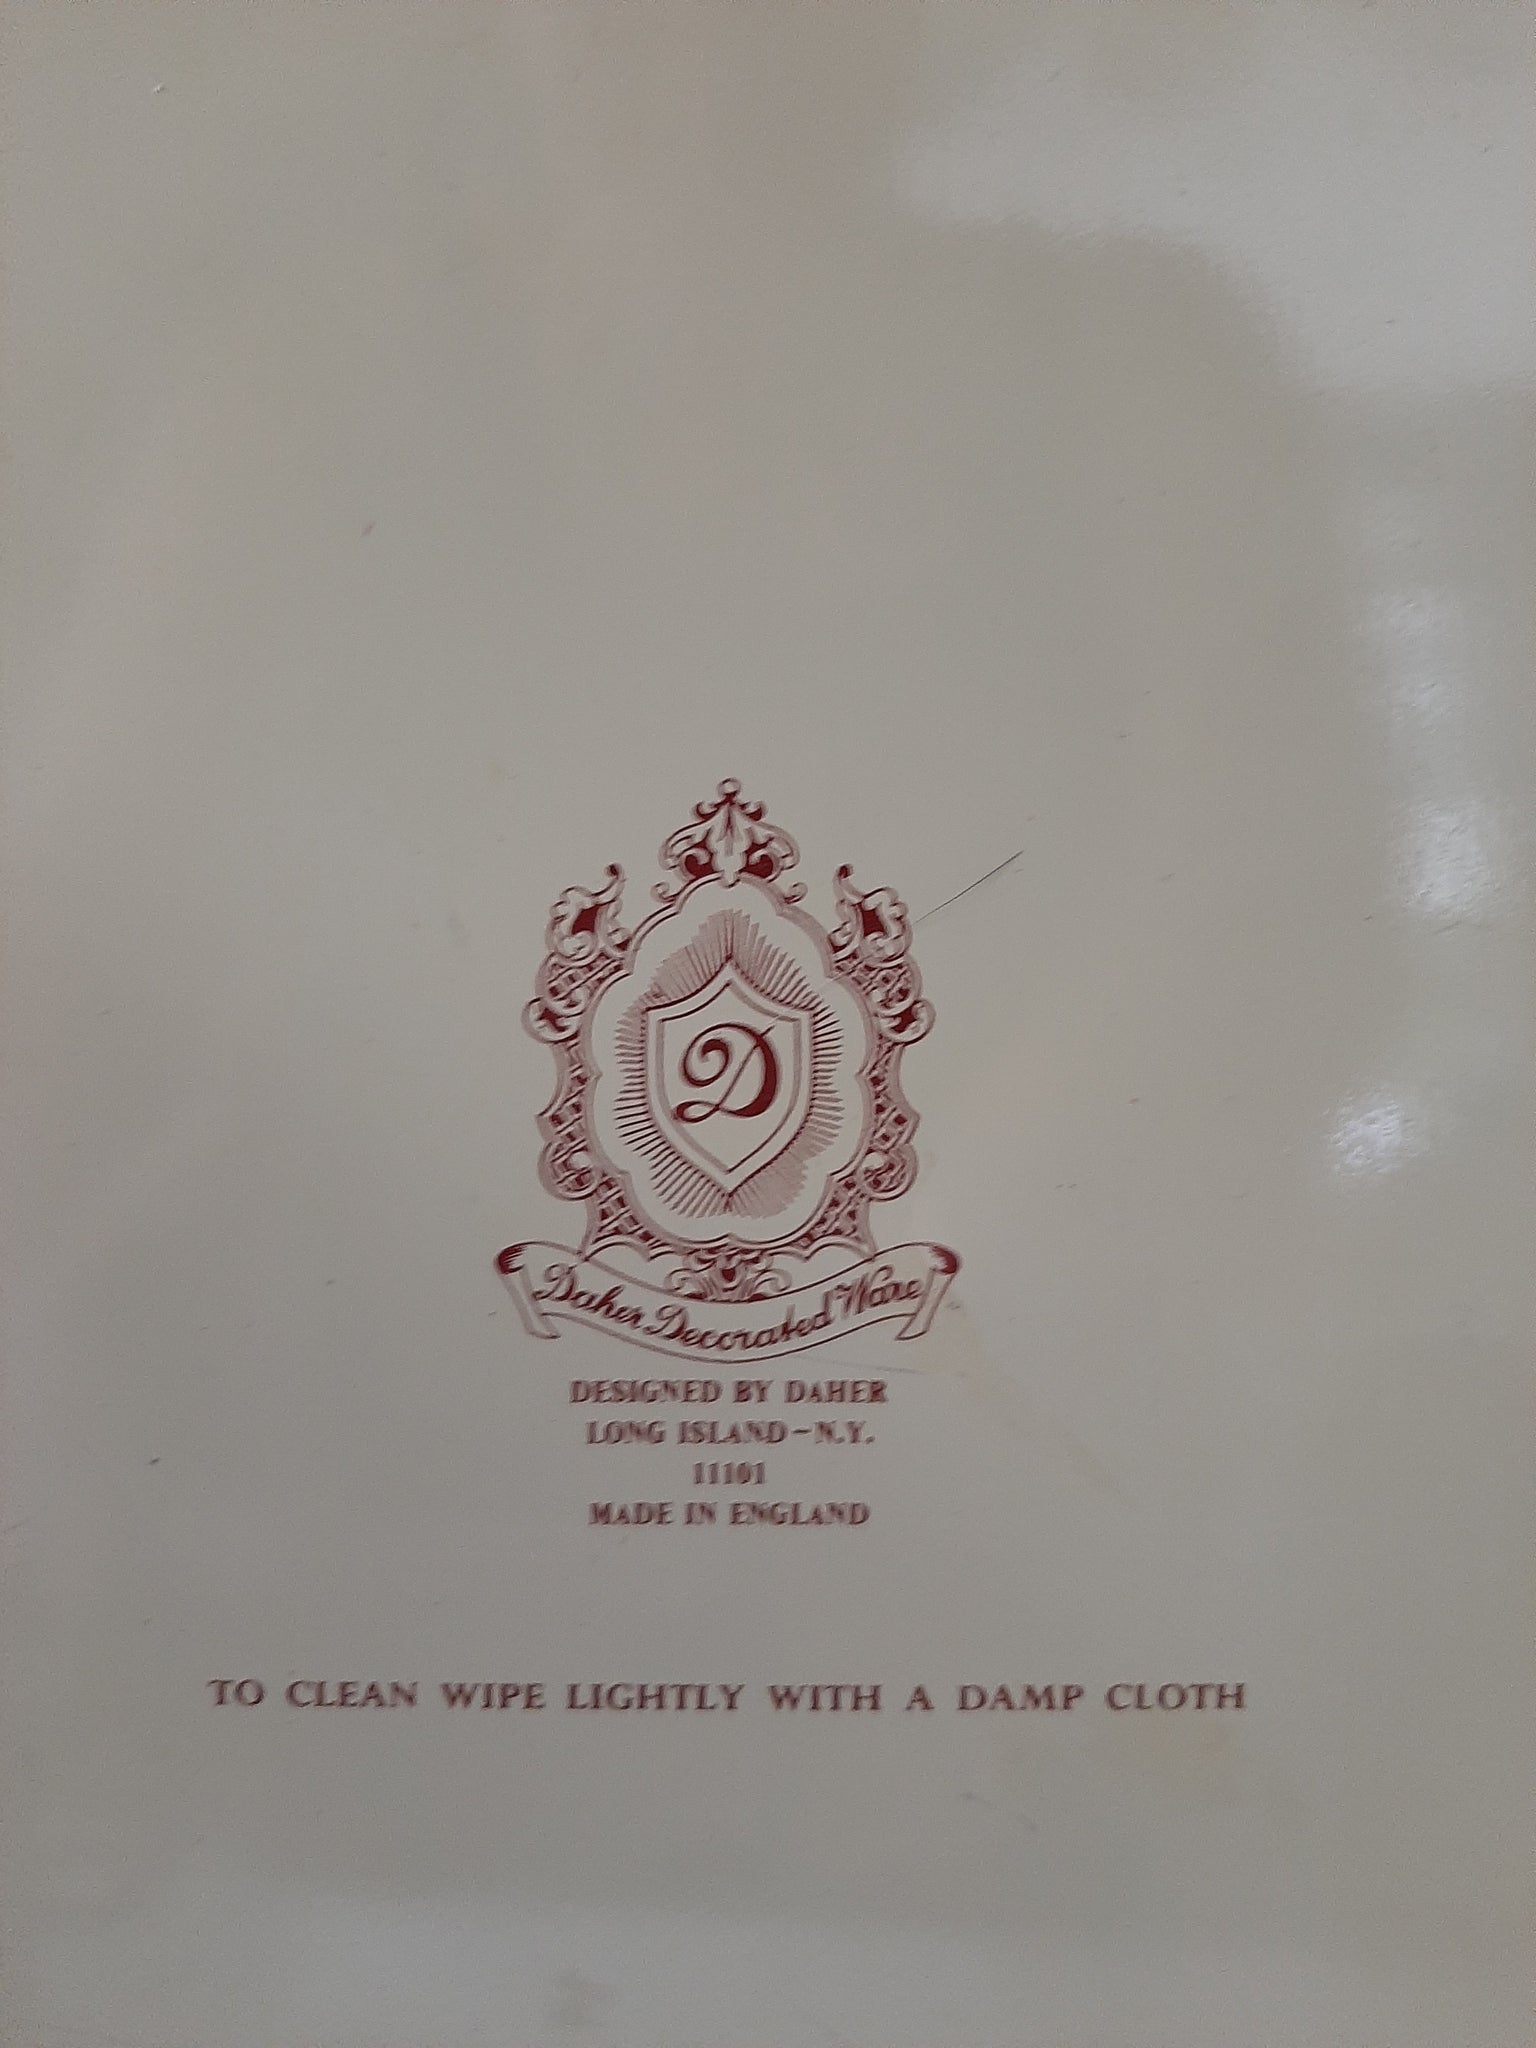 D
Daher Decorated Ware
DESIGNED BY DAHER
LONG ISLAND-N.Y.
11101
MADE IN ENGLAND
TO CLEAN WIPE LIGHTLY WITH A DAMP CLOTH